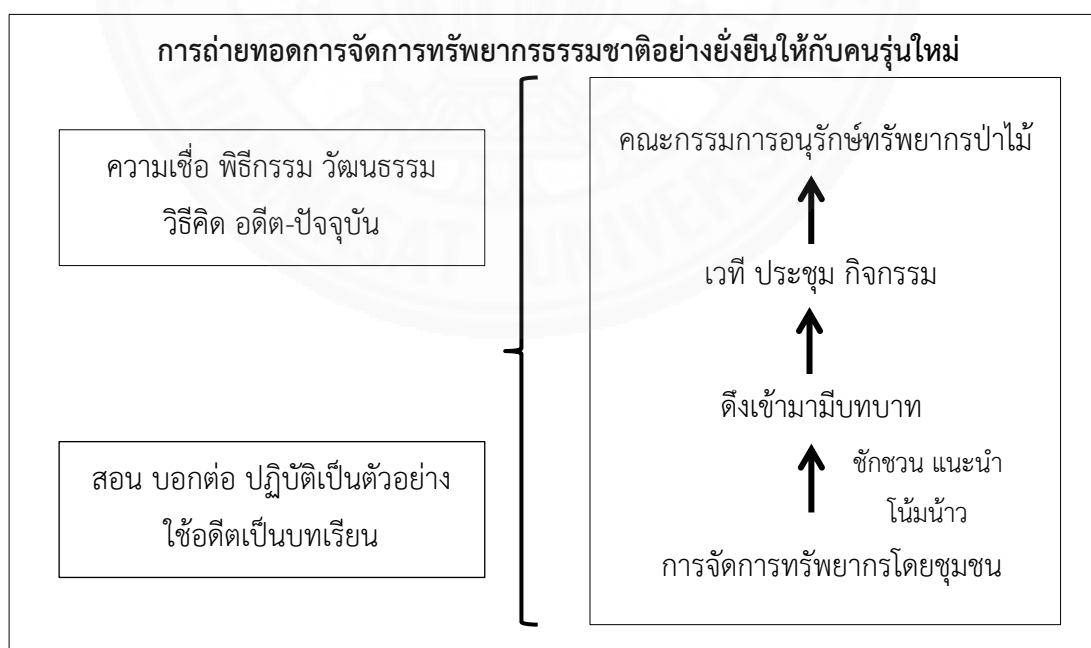 การถ่ายทอดการจัดการทรัพยากรธรรมชาติอย่างยั่งยืนให้กับคนรุ่นใหม่
ความเชื่อ พิธีกรรม วัฒนธรรม
วิธีคิด อดีต-ปัจจุบัน
สอน บอกต่อ ปฏิบัติเป็นตัวอย่าง
ใช้อดีตเป็นบทเรียน
คณะกรรมการอนุรักษ์ทรัพยากรป่าไม้
เวที ประชุม กิจกรรม
ดึงเข้ามามีบทบาท
ชักชวน แนะนำ
โน้มน้าว
การจัดการทรัพยากรโดยชุมชน